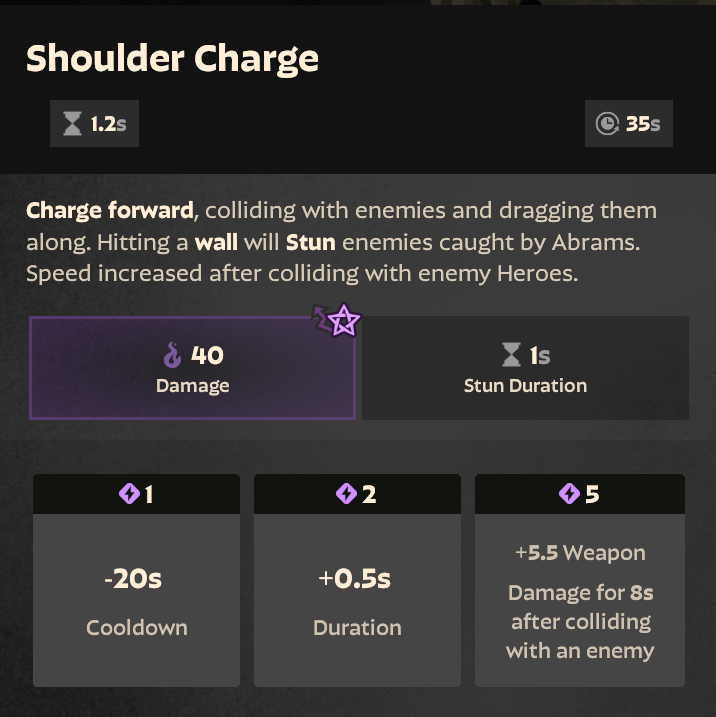 Shoulder Charge
1.2s
35s
Charge forward, colliding with enemies and dragging them
along. Hitting a wall will Stun enemies caught by Abrams.
Speed increased after colliding with enemy Heroes.
40
Damage
1s
Stun Duration
1
-20s
Cooldown
2
+0.5s
Duration
5
+5.5 Weapon
Damage for 8s
after colliding
with an enemy